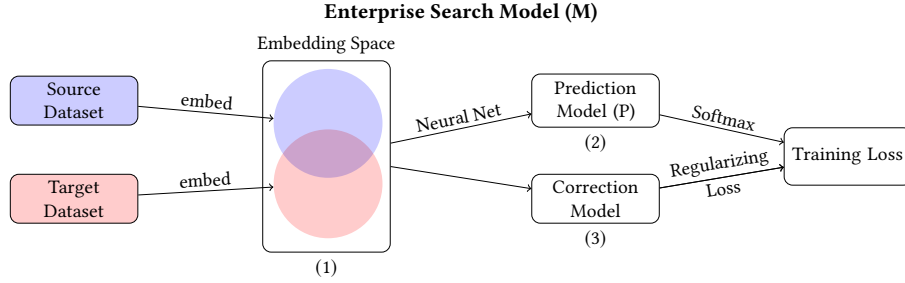 Enterprise Search Model (M)
Embedding Space
Source
Dataset
embed
Target
Dataset
embed
(1)
Neural Net
Prediction
Model (P)
(2)
Correction
Model
(3)
Softmax
Regularizing
Loss
Training Loss